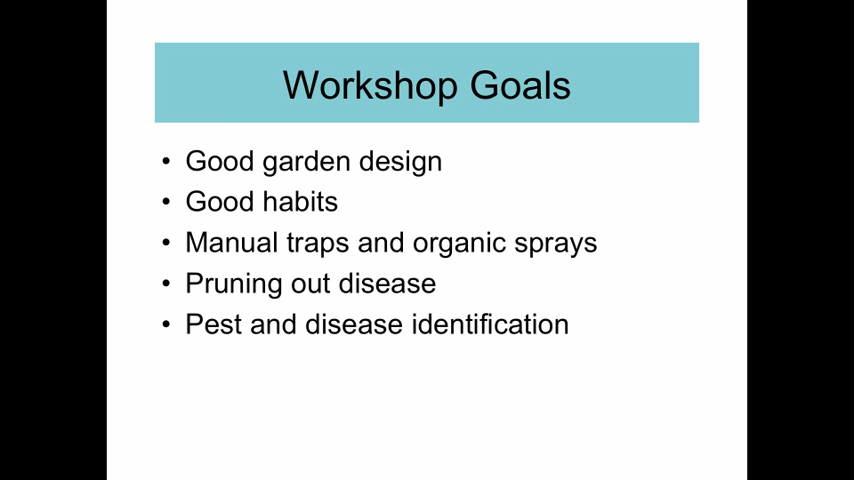 Workshop Goals
• Good garden design
• Good habits
• Manual traps and organic sprays
• Pruning out disease
• Pest and disease identification